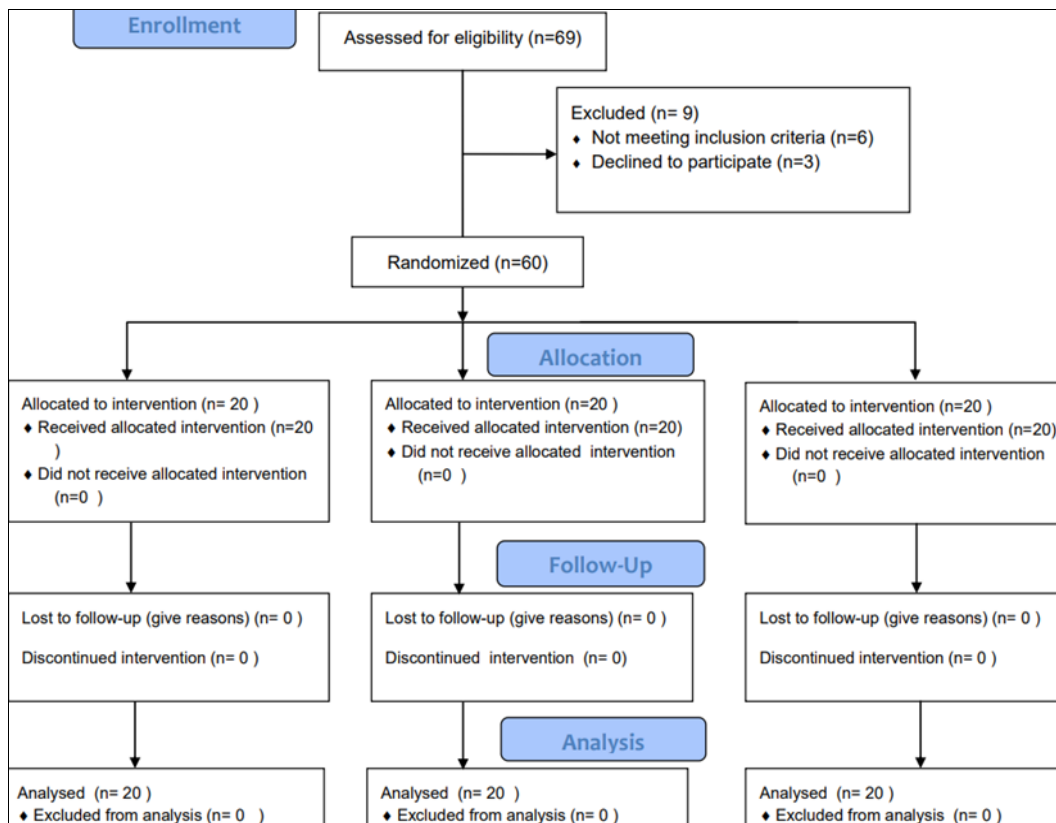 Enrollment
Assessed for eligibility (n=69)
Excluded (n= 9)
♦ Not meeting inclusion criteria (n=6)
♦ Declined to participate (n=3)
Randomized (n=60)
Allocation
Allocated to intervention (n= 20 )
♦ Received allocated intervention (n=20
)
♦ Did not receive allocated intervention
(n=0 )
Allocated to intervention (n=20 )
♦ Received allocated intervention (n=20)
♦ Did not receive allocated intervention
(n=0 )
Allocated to intervention (n=20 )
♦ Received allocated intervention (n=20)
♦ Did not receive allocated intervention
(n=0 )
Follow-Up
Lost to follow-up (give reasons) (n= 0 )
Discontinued intervention (n= 0 )
Lost to follow-up (give reasons) (n= 0 )
Discontinued intervention (n= 0)
Lost to follow-up (give reasons) (n= 0 )
Discontinued intervention (n= 0 )
Analysis
Analysed (n= 20 )
♦ Excluded from analysis (n= 0 )
Analysed (n= 20 )
♦ Excluded from analysis (n= 0 )
Analysed (n= 20 )
♦ Excluded from analysis (n= 0 )